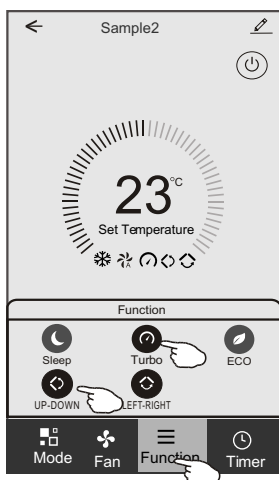 Sample2
23°C
Set Temperature
A
Function
Sleep Turbo ECO
UP-DOWN LEFT-RIGHT
Mode Fan Function Timer